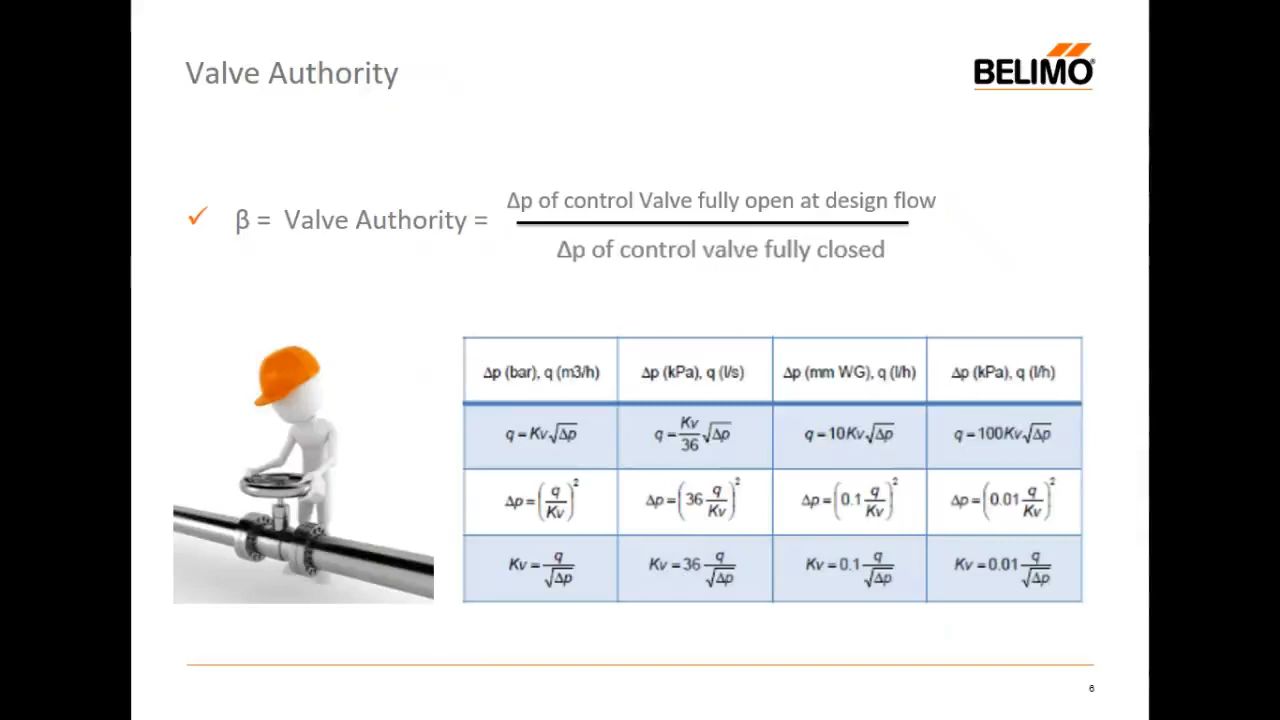 Valve Authority
BELIMO®
✓ β = Valve Authority = Δp of control Valve fully open at design flow
Δp of control valve fully closed
Δp (bar), q (m3/h) Δp (kPa), q (l/s) Δp (mm WG), q (l/h) Δp (kPa), q (l/h)
q = Kv√Δp q = Kv/36 √Δp q = 10Kv√Δp q = 100Kv√Δp
Δp = (q/Kv)² Δp = (36 q/Kv)² Δp = (0.1 q/Kv)² Δp = (0.01 q/Kv)²
Kv = q/√Δp Kv = 36 q/√Δp Kv = 0.1 q/√Δp Kv = 0.01 q/√Δp
6